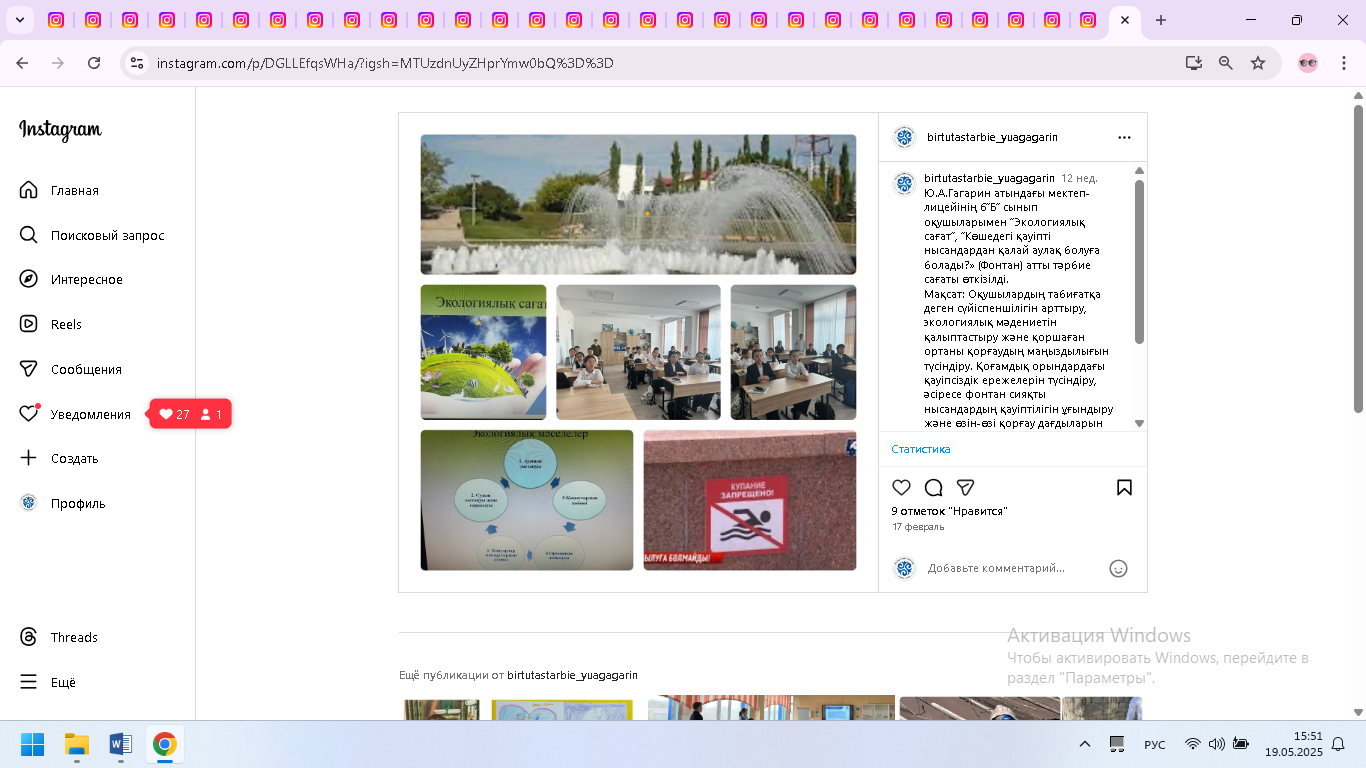 instagram.com/p/DGLLEfqsWHa/?igsh=MTUzdnUyZHprYmw0bQ%3D%3D
Instagram
Главная
Поисковый запрос
Интересное
Reels
Сообщения
Уведомления
27 1
Создать
Профиль
Threads
Ещё
Экологиялық сағат
Экологиялық мәселелер
КУПАНИЕ
ЗАПРЕЩЕНО!
ЫЛУГА БОЛМАЙДЫ!
birtutastarbie_yuagagarin
birtutastarbie_yuagagarin 12 нед.
Ю.А.Гагарин атындағы мектеп-
лицейінің 6"Б" сынып
оқушыларымен "Экологиялық
сағат", "Көшедегі қауіпті
нысандардан қалай аулақ болуға
болады?» (Фонтан) атты тәрбие
сағаты өткізілді.
Мақсат: Оқушылардың табиғатқа
деген сүйіспеншілігін арттыру,
экологиялық мәдениетін
қалыптастыру және қоршаған
ортаны қорғаудың маңыздылығын
түсіндіру. Қоғамдық орындардағы
қауіпсіздік ережелерін түсіндіру,
әсіресе фонтан сияқты
нысандардың қауіптілігін ұғындыру
және өзін-өзі қорғау дағдыларын
Статистика
9 отметок "Нравится"
17 февраль
Добавьте комментарий...
Ещё публикации от birtutastarbie_yuagagarin
Активация Windows
Чтобы активировать Windows, перейдите в
раздел "Параметры".
РУС
15:51
19.05.2025